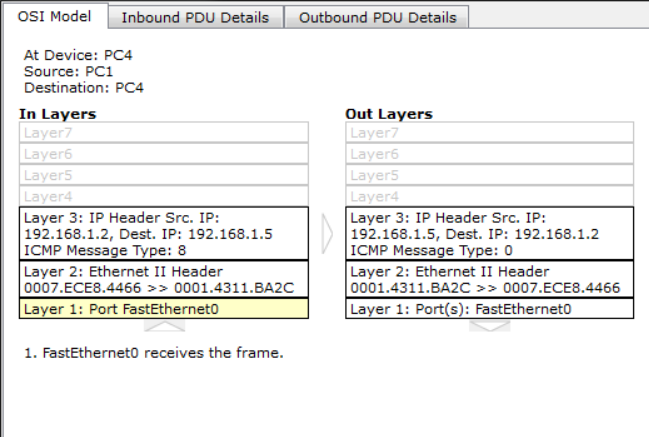 OSI Model
Inbound PDU Details
Outbound PDU Details
At Device: PC4
Source: PC1
Destination: PC4
In Layers
Layer7
Layer6
Layer5
Layer4
Layer 3: IP Header Src. IP:
192.168.1.2, Dest. IP: 192.168.1.5
ICMP Message Type: 8
Layer 2: Ethernet II Header
0007.ECE8.4466 >> 0001.4311.BA2C
Layer 1: Port FastEthernet0
Out Layers
Layer7
Layer6
Layer5
Layer4
Layer 3: IP Header Src. IP:
192.168.1.5, Dest. IP: 192.168.1.2
ICMP Message Type: 0
Layer 2: Ethernet II Header
0001.4311.BA2C >> 0007.ECE8.4466
Layer 1: Port(s): FastEthernet0
1. FastEthernet0 receives the frame.